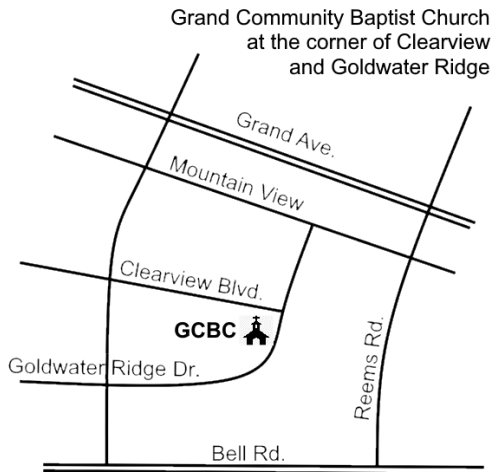 Grand Community Baptist Church
at the corner of Clearview
and Goldwater Ridge
Grand Ave.
Mountain View
Clearview Blvd.
GCBC
Goldwater Ridge Dr.
Reems Rd.
Bell Rd.